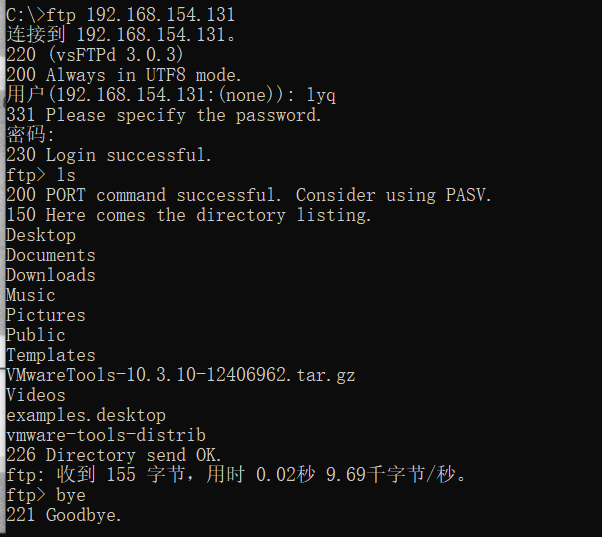 C:\>ftp 192.168.154.131
连接到 192.168.154.131。
220 (vsFTPd 3.0.3)
200 Always in UTF8 mode.
用户(192.168.154.131:(none)): lyq
331 Please specify the password.
密码:
230 Login successful.
ftp> ls
200 PORT command successful. Consider using PASV.
150 Here comes the directory listing.
Desktop
Documents
Downloads
Music
Pictures
Public
Templates
VMwareTools-10.3.10-12406962.tar.gz
Videos
examples.desktop
vmware-tools-distrib
226 Directory send OK.
ftp: 收到 155 字节，用时 0.02秒 9.69千字节/秒。
ftp> bye
221 Goodbye.